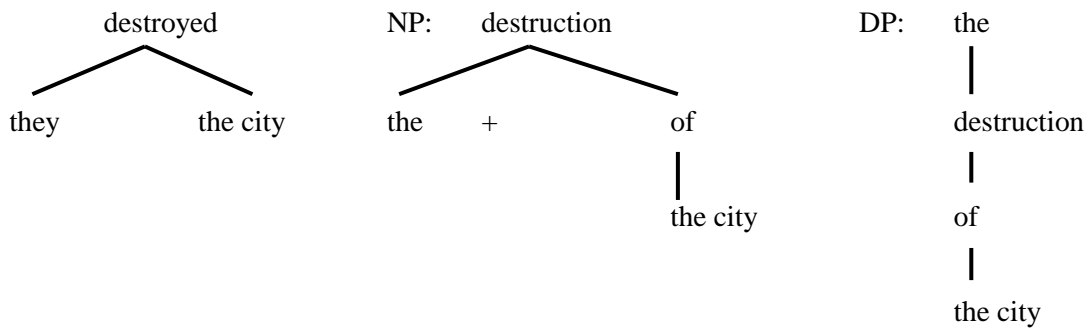 destroyed NP: destruction DP: the
they the city the + of destruction
the city of
the city